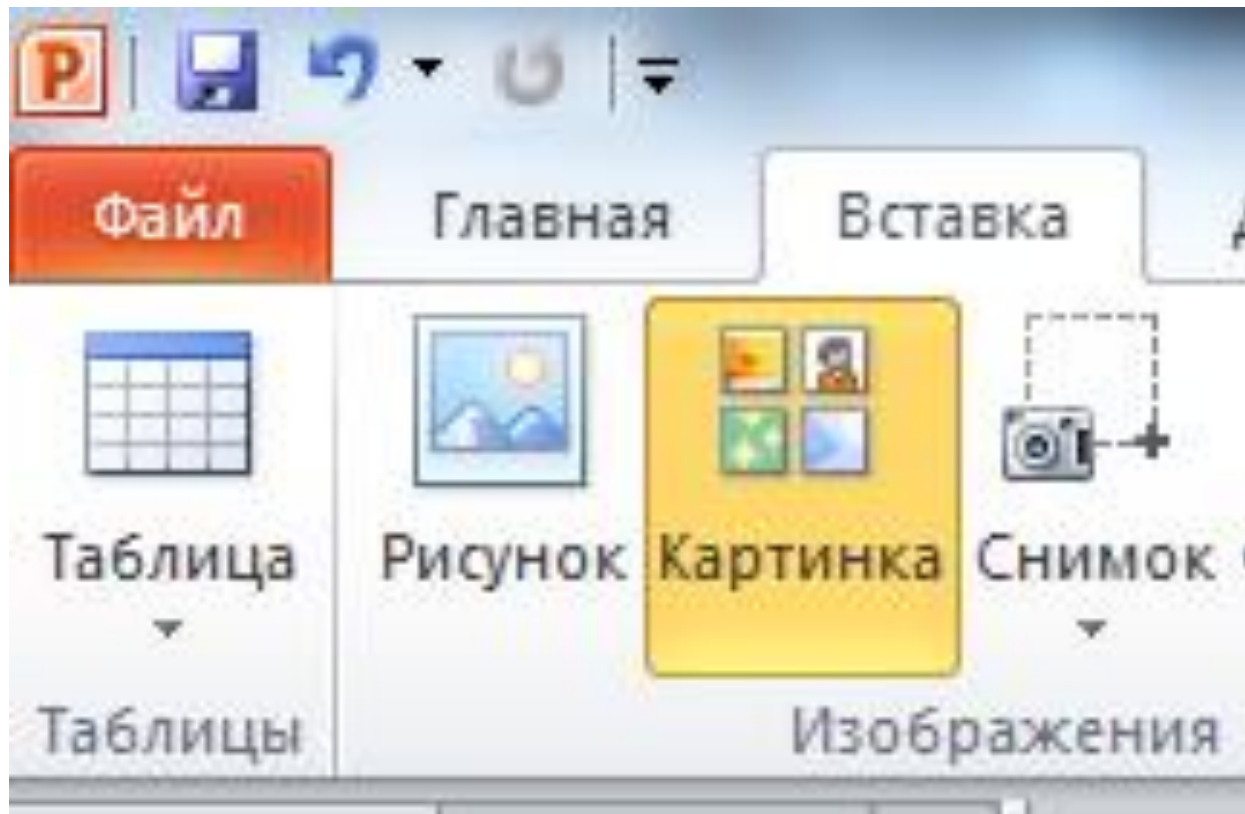 Файл Главная Вставка
Таблица Рисунок Картинка Снимок
Таблицы Изображения